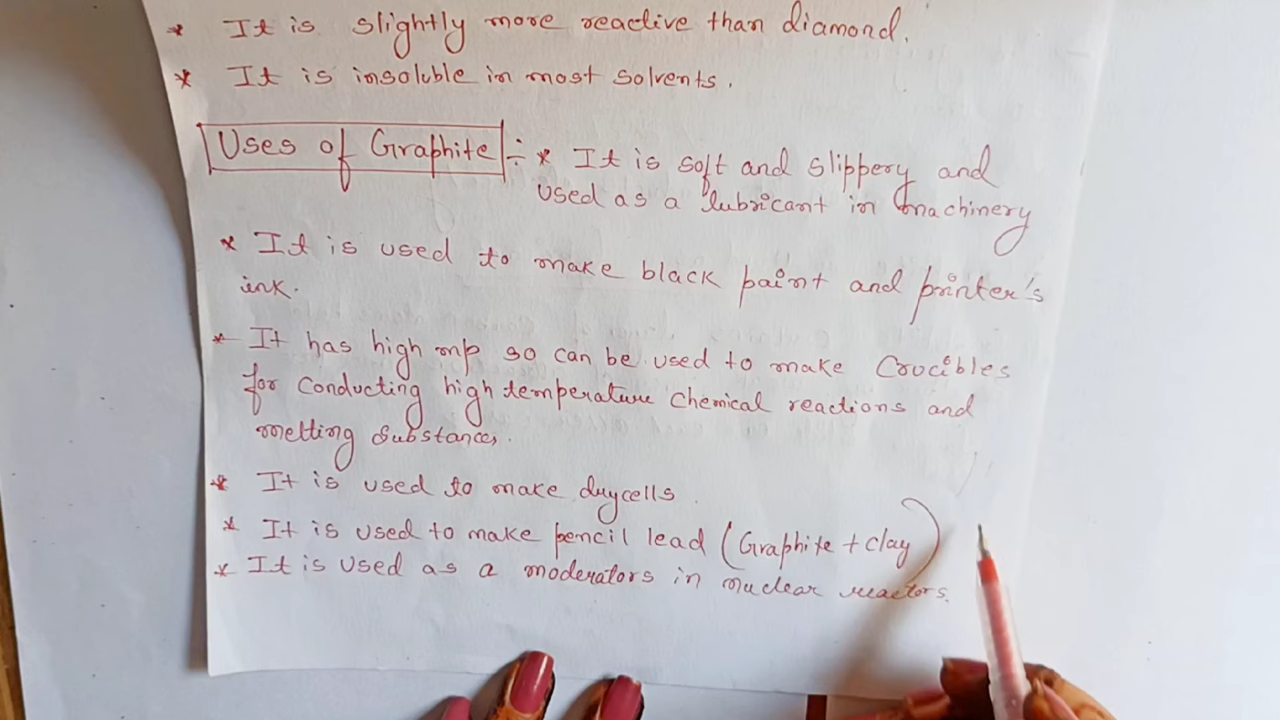 * It is slightly more reactive than diamond.
* It is insoluble in most solvents.
Uses of Graphite ÷ * It is soft and slippery and
used as a lubricant in machinery
* It is used to make black paint and printer's
ink.
* It has high mp so can be used to make Crucibles
for conducting high temperature chemical reactions and
melting substances.
* It is used to make drycells.
* It is used to make pencil lead (Graphite + clay)
* It is used as a moderators in nuclear reactors.